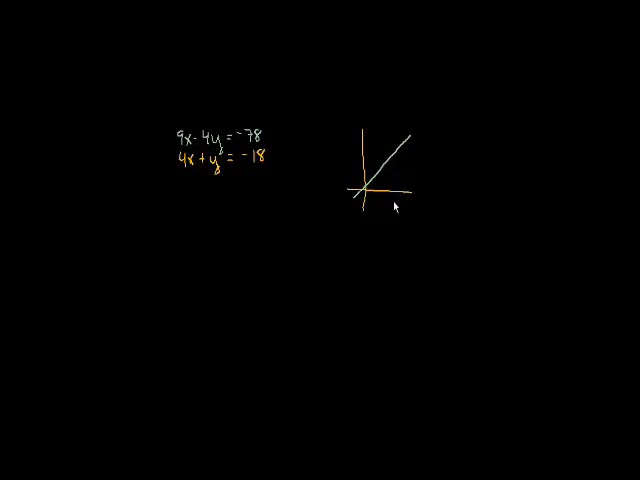 9x - 4y = -78
4x + y = -18